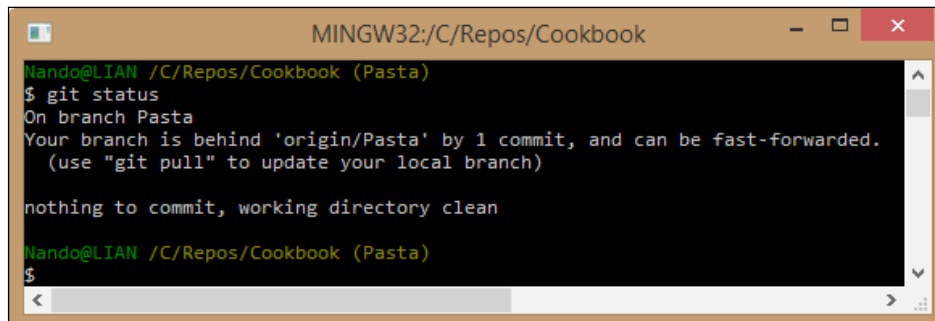 MINGW32:/C/Repos/Cookbook
Nando@LIAN /C/Repos/Cookbook (Pasta)
$ git status
On branch Pasta
Your branch is behind 'origin/Pasta' by 1 commit, and can be fast-forwarded.
  (use "git pull" to update your local branch)
nothing to commit, working directory clean
Nando@LIAN /C/Repos/Cookbook (Pasta)
$